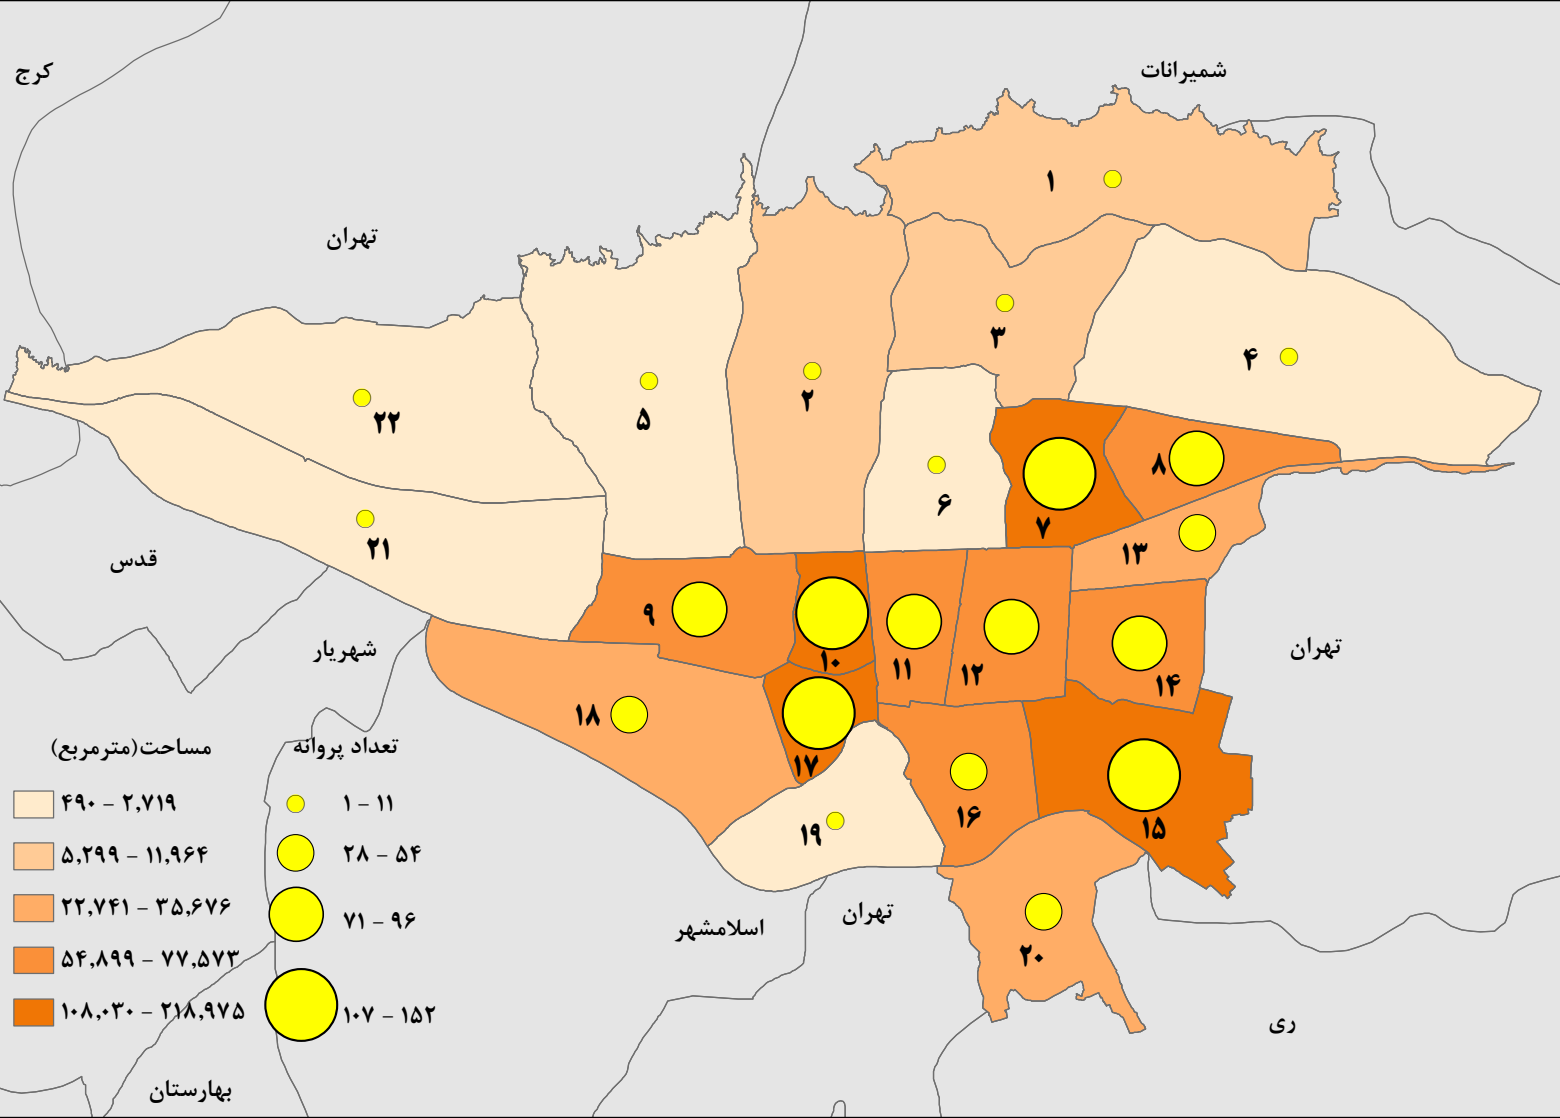 شمیرانات
کرج
۱
تهران
۳
۴
۲
۵
۲۲
۸
۶
۷
۲۱
۱۳
قدس
۹
۱۰
۱۱
۱۲
۱۴
تهران
شهریار
۱۸
۱۷
۱۶
۱۵
۱۹
۲۰
تهران
اسلامشهر
ری
بهارستان
تعداد پروانه
۱ - ۱۱
۲۸ - ۵۴
۷۱ - ۹۶
۱۰۷ - ۱۵۲
مساحت(مترمربع)
۴۹۰ - ۲,۷۱۹
۵,۲۹۹ - ۱۱,۹۶۴
۲۲,۷۴۱ - ۳۵,۶۷۶
۵۴,۸۹۹ - ۷۷,۵۷۳
۱۰۸,۰۳۰ - ۲۱۸,۹۷۵